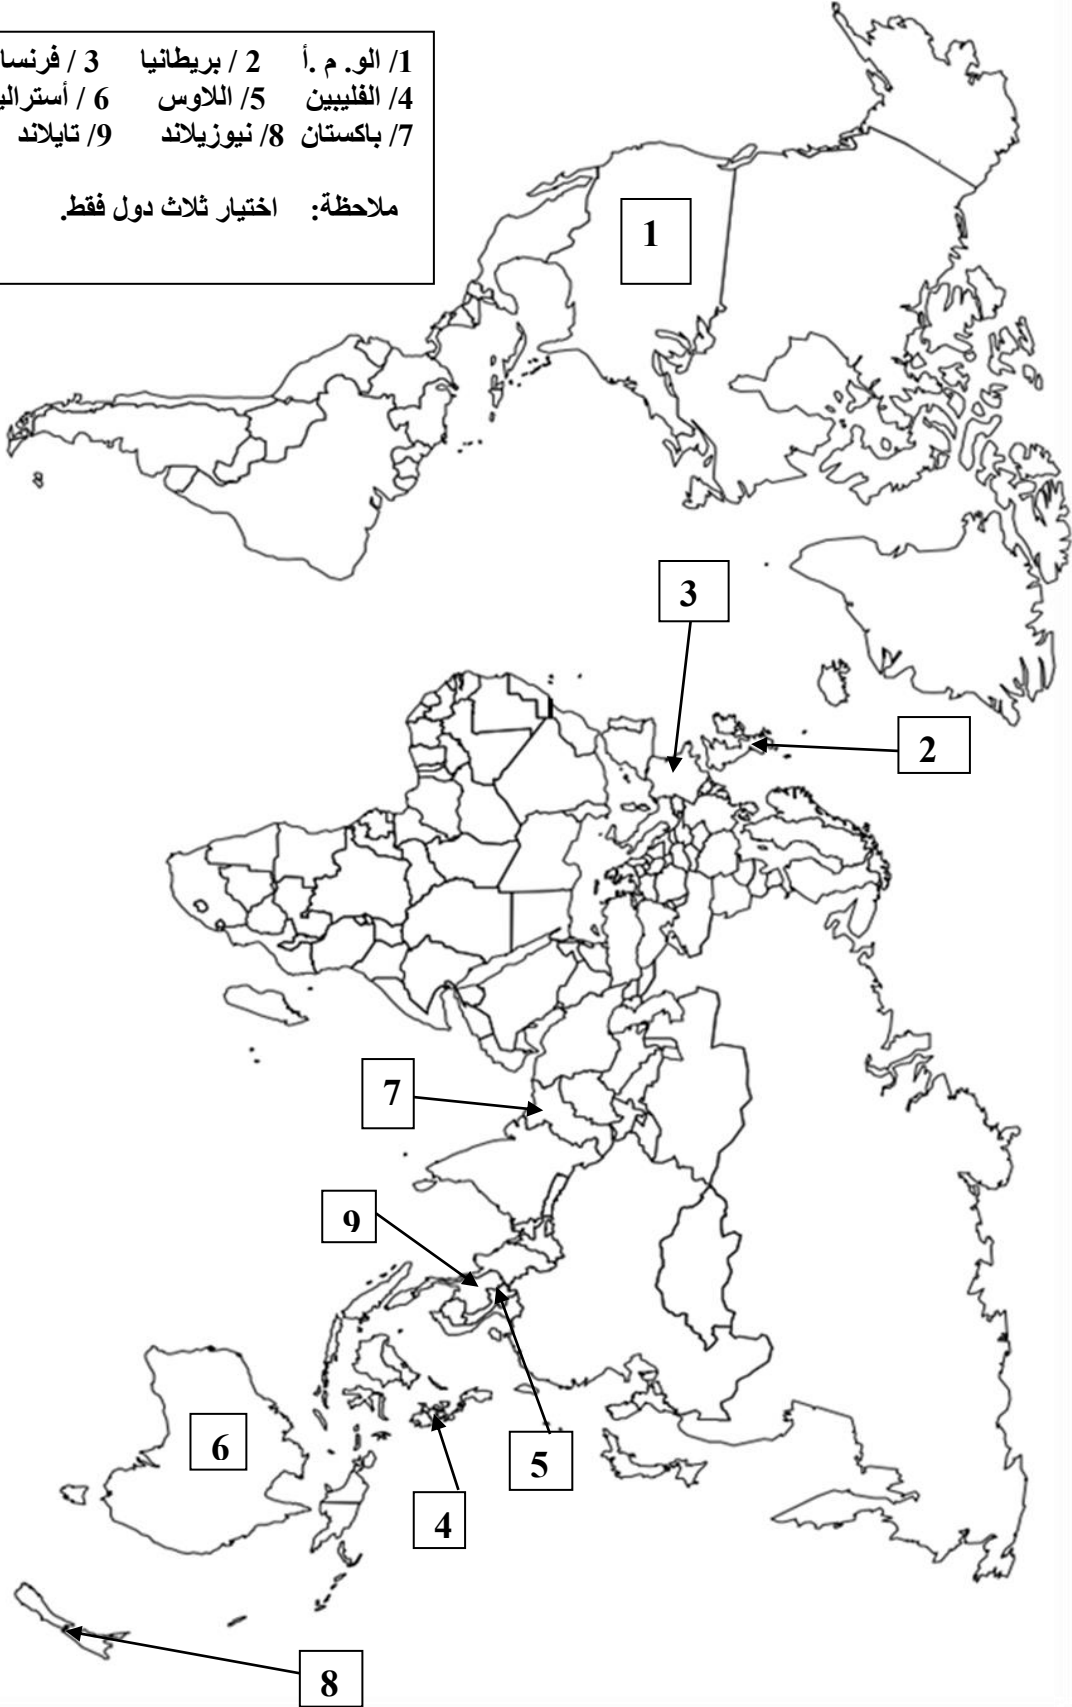 1/ الو. م .أ 2 / بريطانيا 3 / فرنسا
4/ الفليبين 5/ اللاوس 6 /
7/ باكستان 8/ نيوزيلاند 9/ تايلاند
ملاحظة: اختيار ثلاث دول فقط.
1
3
2
7
9
6
5
4
8